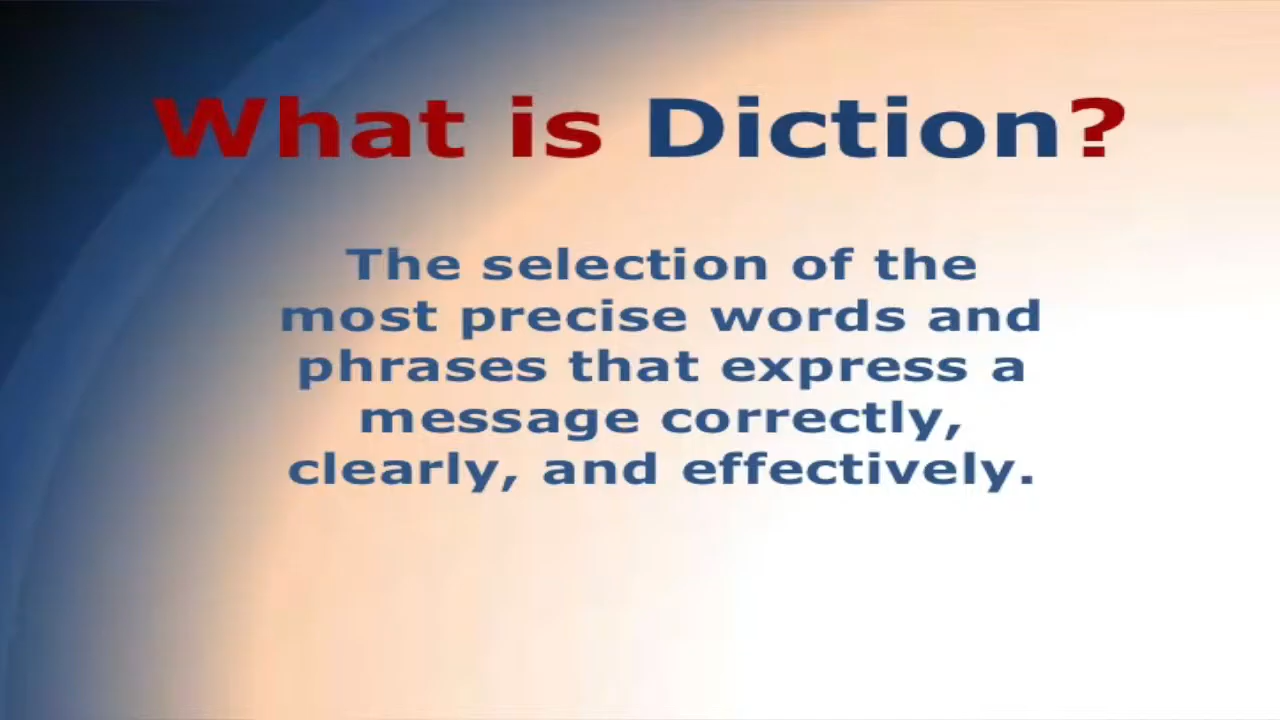 What is Diction?
The selection of the
most precise words and
phrases that express a
message correctly,
clearly, and effectively.